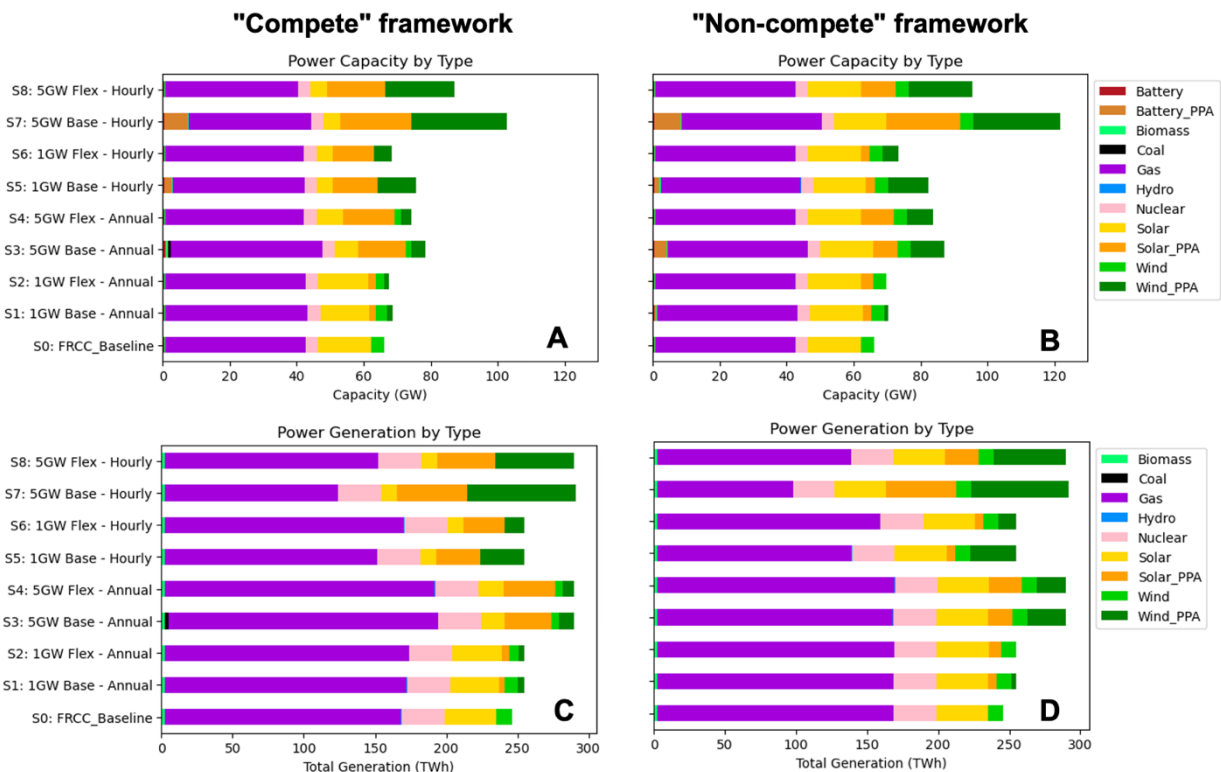 "Compete" framework
"Non-compete" framework
Power Capacity by Type
S8: 5GW Flex - Hourly
S7: 5GW Base - Hourly
S6: 1GW Flex - Hourly
S5: 1GW Base - Hourly
S4: 5GW Flex - Annual
S3: 5GW Base - Annual
S2: 1GW Flex - Annual
S1: 1GW Base - Annual
S0: FRCC_Baseline
A
0 20 40 60 80 100 120
Capacity (GW)
Power Capacity by Type
B
0 20 40 60 80 100 120
Capacity (GW)
Battery
Battery_PPA
Biomass
Coal
Gas
Hydro
Nuclear
Solar
Solar_PPA
Wind
Wind_PPA
Power Generation by Type
S8: 5GW Flex - Hourly
S7: 5GW Base - Hourly
S6: 1GW Flex - Hourly
S5: 1GW Base - Hourly
S4: 5GW Flex - Annual
S3: 5GW Base - Annual
S2: 1GW Flex - Annual
S1: 1GW Base - Annual
S0: FRCC_Baseline
C
0 50 100 150 200 250 300
Total Generation (TWh)
Power Generation by Type
D
0 50 100 150 200 250 300
Total Generation (TWh)
Biomass
Coal
Gas
Hydro
Nuclear
Solar
Solar_PPA
Wind
Wind_PPA